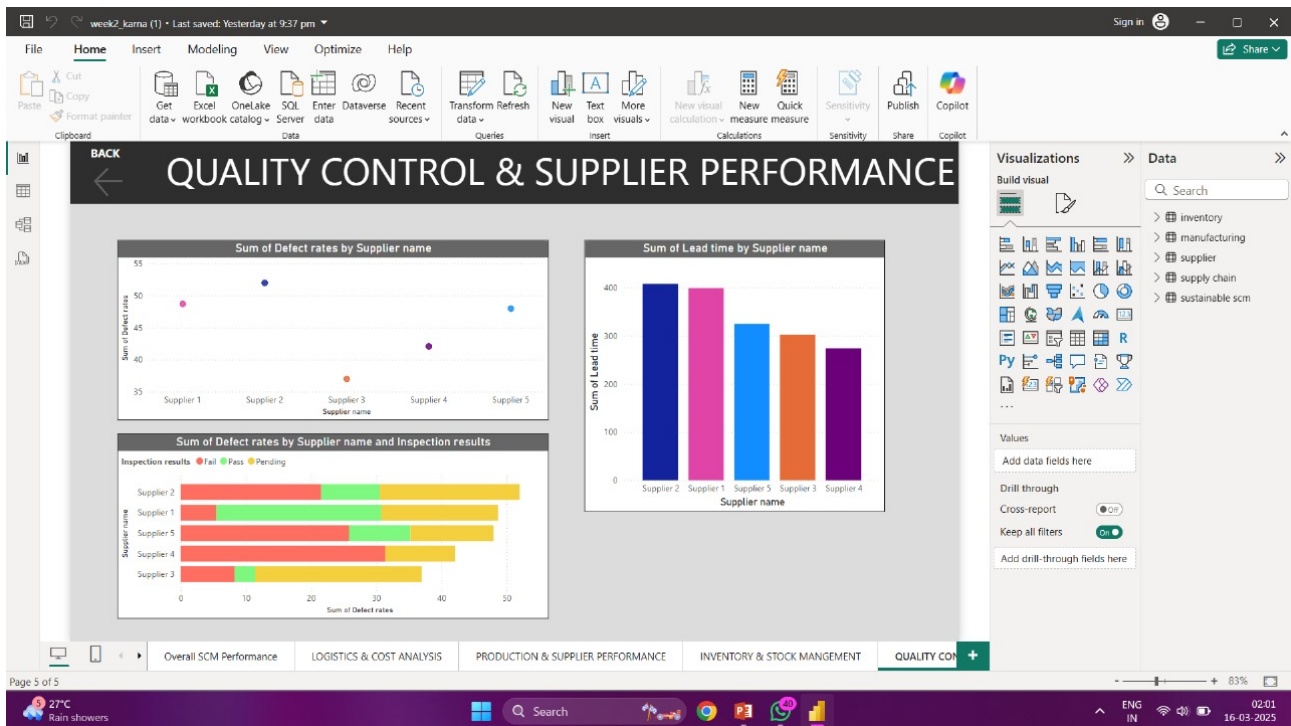 week2_karna (1) • Last saved: Yesterday at 9:37 pm
Sign in
File Home Insert Modeling View Optimize Help
Share
Paste
Cut
Copy
Format painter
Clipboard
Get data
Excel workbook
OneLake catalog
SQL Server
Enter data
Dataverse
Recent sources
Data
Transform data
Refresh
Queries
New visual
Text box
More visuals
Insert
New visual calculation
New measure
Quick measure
Calculations
Sensitivity
Sensitivity
Publish
Share
Copilot
Copilot
BACK
QUALITY CONTROL & SUPPLIER PERFORMANCE
Sum of Defect rates by Supplier name
Sum of Defect rates
55
50
45
40
35
Supplier 1 Supplier 2 Supplier 3 Supplier 4 Supplier 5
Supplier name
Sum of Defect rates by Supplier name and Inspection results
Inspection results Fail Pass Pending
Supplier name
Supplier 2
Supplier 1
Supplier 5
Supplier 4
Supplier 3
0 10 20 30 40 50
Sum of Defect rates
Sum of Lead time by Supplier name
Sum of Lead time
400
300
200
100
0
Supplier 2 Supplier 1 Supplier 5 Supplier 3 Supplier 4
Supplier name
Visualizations
Build visual
123
R
Py
...
Values
Add data fields here
Drill through
Cross-report Off
Keep all filters On
Add drill-through fields here
Data
Search
inventory
manufacturing
supplier
supply chain
sustainable scm
Overall SCM Performance LOGISTICS & COST ANALYSIS PRODUCTION & SUPPLIER PERFORMANCE INVENTORY & STOCK MANGEMENT QUALITY CON
Page 5 of 5
- + 83%
5
27°C
Rain showers
Search
40
ENG
IN
02:01
16-03-2025